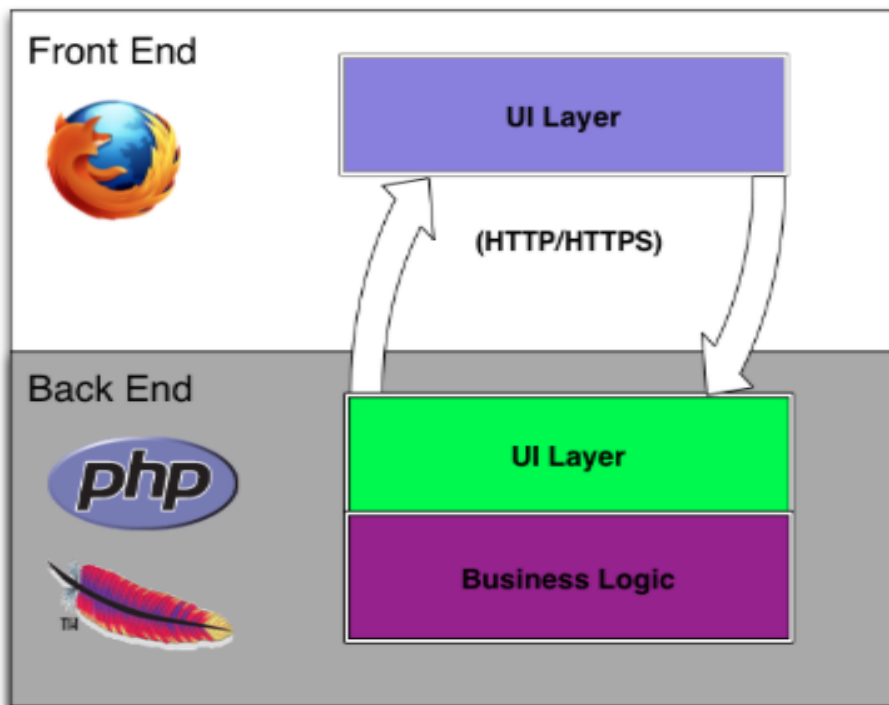 Front End
UI Layer
(HTTP/HTTPS)
Back End
php
UI Layer
Business Logic
TM